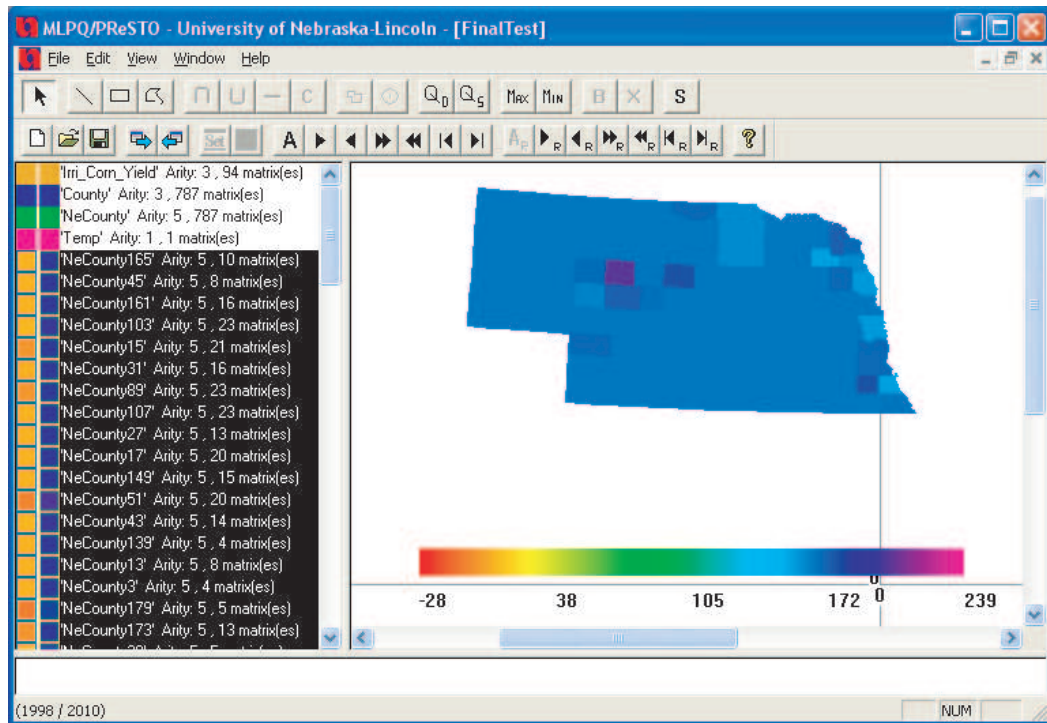 MLPQ/PReSTO - University of Nebraska-Lincoln - [FinalTest]
File Edit View Window Help
C Q D Q S MAX MIN B X S
Set A A R R R R R R R ?
'Irri_Corn_Yield' Arity: 3 , 94 matrix(es)
'County' Arity: 3 , 787 matrix(es)
'NeCounty' Arity: 5 , 787 matrix(es)
'Temp' Arity: 1 , 1 matrix(es)
'NeCounty165' Arity: 5 , 10 matrix(es)
'NeCounty45' Arity: 5 , 8 matrix(es)
'NeCounty161' Arity: 5 , 16 matrix(es)
'NeCounty103' Arity: 5 , 23 matrix(es)
'NeCounty15' Arity: 5 , 21 matrix(es)
'NeCounty31' Arity: 5 , 16 matrix(es)
'NeCounty89' Arity: 5 , 23 matrix(es)
'NeCounty107' Arity: 5 , 23 matrix(es)
'NeCounty27' Arity: 5 , 13 matrix(es)
'NeCounty17' Arity: 5 , 20 matrix(es)
'NeCounty149' Arity: 5 , 15 matrix(es)
'NeCounty51' Arity: 5 , 20 matrix(es)
'NeCounty43' Arity: 5 , 14 matrix(es)
'NeCounty139' Arity: 5 , 4 matrix(es)
'NeCounty13' Arity: 5 , 8 matrix(es)
'NeCounty3' Arity: 5 , 4 matrix(es)
'NeCounty179' Arity: 5 , 5 matrix(es)
'NeCounty173' Arity: 5 , 13 matrix(es)
0
-28 38 105 172 0 239
(1998 / 2010)
NUM